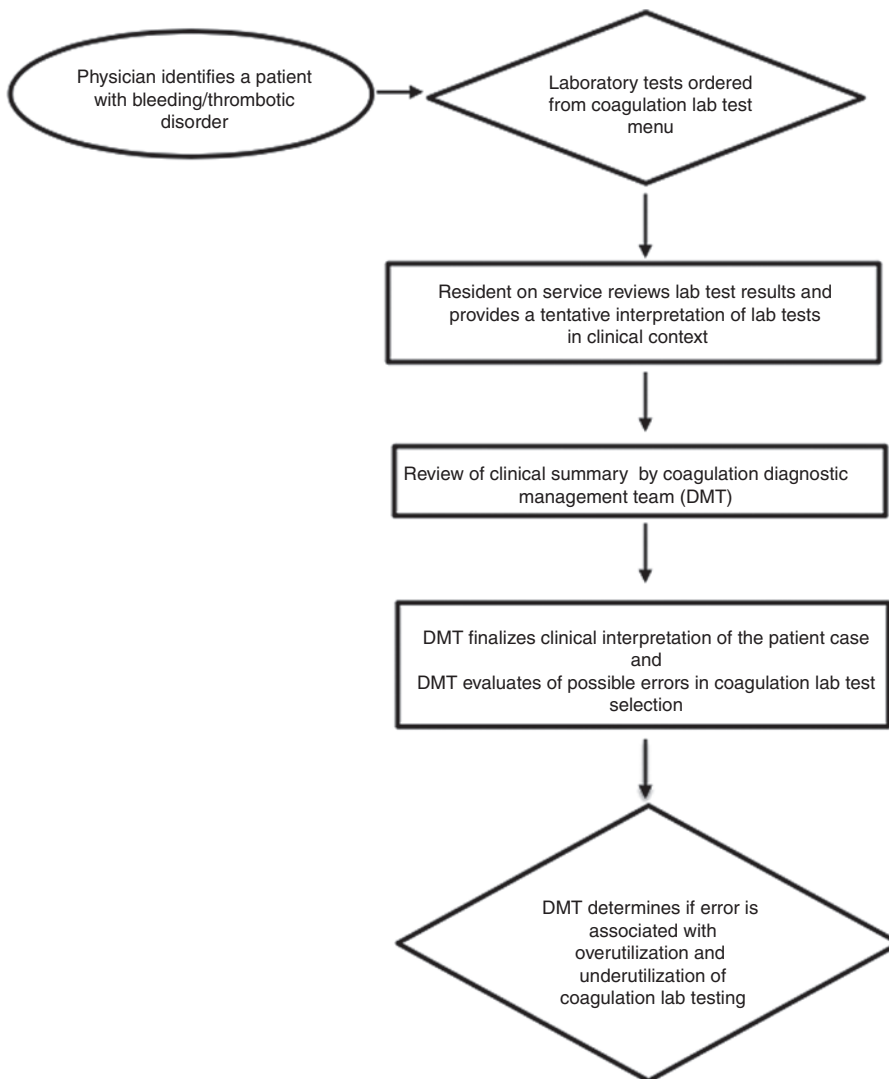 Physician identifies a patient
with bleeding/thrombotic
disorder
Laboratory tests ordered
from coagulation lab test
menu
Resident on service reviews lab test results and
provides a tentative interpretation of lab tests
in clinical context
Review of clinical summary by coagulation diagnostic
management team (DMT)
DMT finalizes clinical interpretation of the patient case
and
DMT evaluates of possible errors in coagulation lab test
selection
DMT determines if error is
associated with
overutilization and
underutilization of
coagulation lab testing